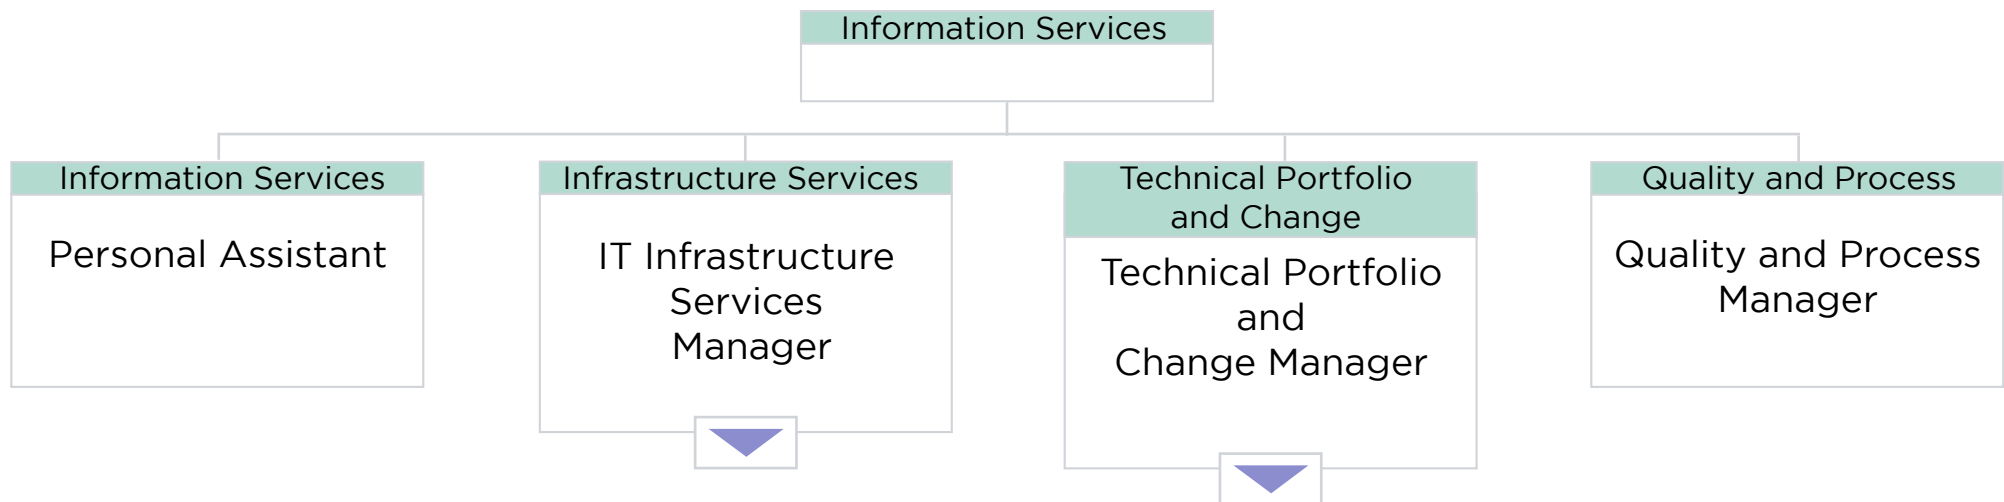 Information Services
Information Services
Personal Assistant
Infrastructure Services
IT Infrastructure
Services
Manager
Technical Portfolio
and Change
Technical Portfolio
and
Change Manager
Quality and Process
Quality and Process
Manager